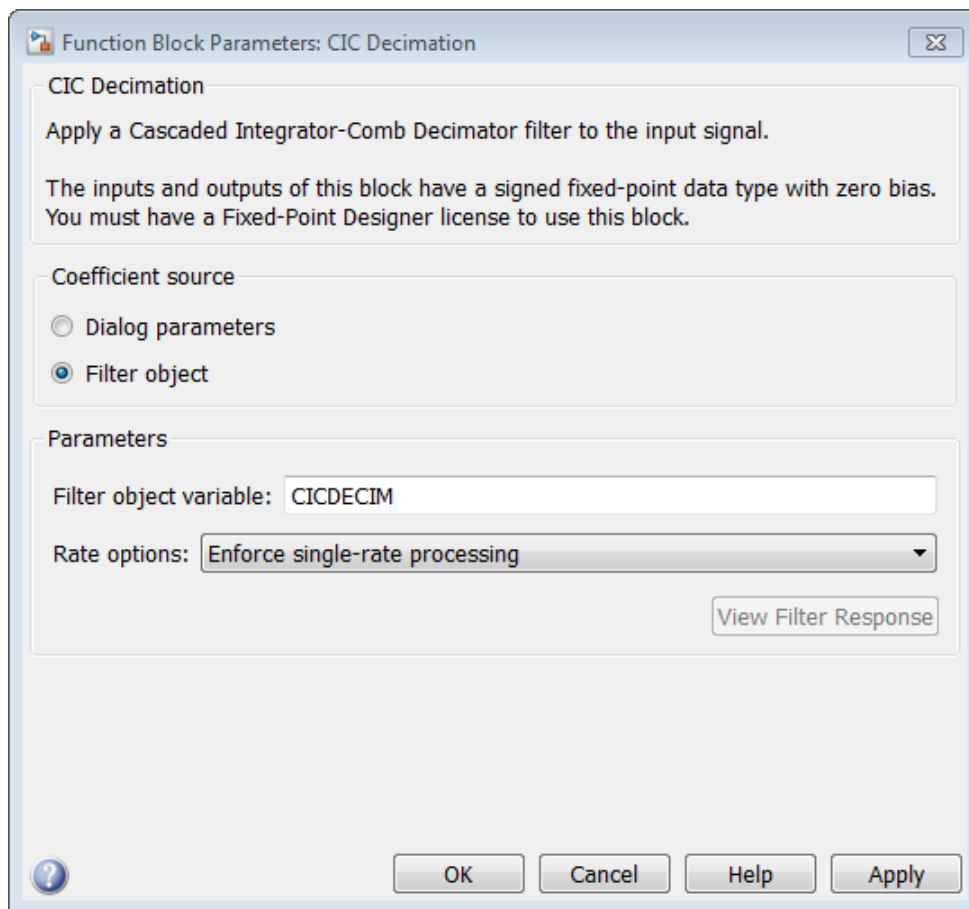 Function Block Parameters: CIC Decimation
CIC Decimation
Apply a Cascaded Integrator-Comb Decimator filter to the input signal.
The inputs and outputs of this block have a signed fixed-point data type with zero bias.
You must have a Fixed-Point Designer license to use this block.
Coefficient source
Dialog parameters
Filter object
Parameters
Filter object variable: CICDECIM
Rate options: Enforce single-rate processing
View Filter Response
? OK Cancel Help Apply